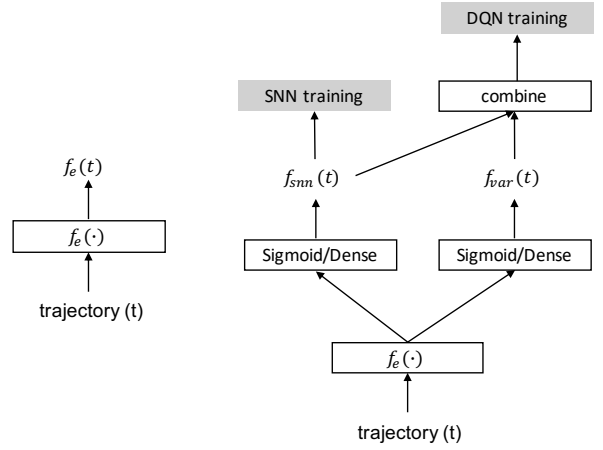 DQN training
SNN training
combine
f_e(t)
f_snn(t)
f_var(t)
f_e(·)
Sigmoid/Dense
Sigmoid/Dense
trajectory (t)
f_e(·)
trajectory (t)